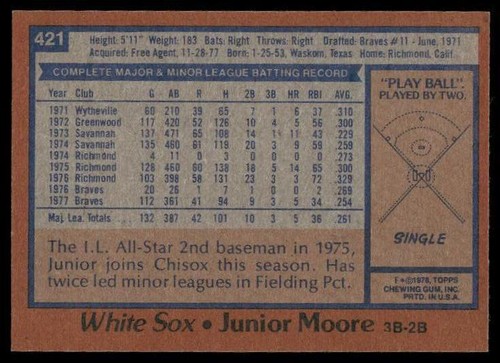 421
Height: 5'11" Weight: 183 Bats: Right Throws: Right Drafted: Braves #11 - June, 1971
Acquired: Free Agent, 11-28-77 Born: 1-25-53, Waskom, Texas Home: Richmond, Calif.
COMPLETE MAJOR & MINOR LEAGUE BATTING RECORD
Year Club G AB R H 2B 3B HR RBI AVG.
1971 Wytheville 60 210 39 65 7 1 8 37 .310
1972 Greenwood 117 420 52 126 10 4 5 56 .300
1973 Savannah 137 471 65 108 14 1 11 43 .229
1974 Savannah 135 460 61 119 20 3 9 59 .259
1974 Richmond 4 11 0 3 0 0 0 0 .273
1975 Richmond 128 460 60 138 18 5 14 65 .300
1976 Richmond 103 398 58 131 23 3 3 72 .329
1976 Braves 20 26 1 7 1 0 0 2 .269
1977 Braves 112 361 41 94 9 3 5 34 .260
Maj. Lea. Totals 132 387 42 101 10 3 5 36 .261
The I.L. All-Star 2nd baseman in 1975,
Junior joins Chisox this season. Has
twice led minor leagues in Fielding Pct.
"PLAY BALL"
PLAYED BY TWO.
SINGLE
©1978, TOPPS
CHEWING GUM, INC.
PRTD. IN U.S.A.
White Sox • Junior Moore 3B-2B